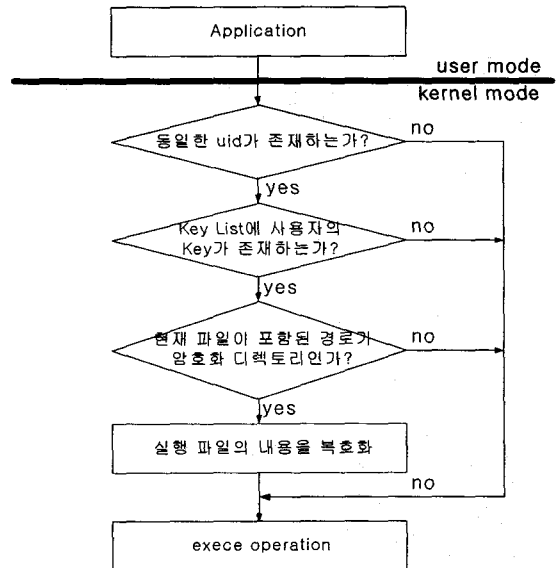 Application
user mode
kernel mode
동일한 uid가 존재하는가?
no
yes
Key List에 사용자의
Key가 존재하는가?
no
yes
현재 파일이 포함된 경로가
암호화 디렉토리인가?
no
yes
실행 파일의 내용을 복호화
no
exece operation